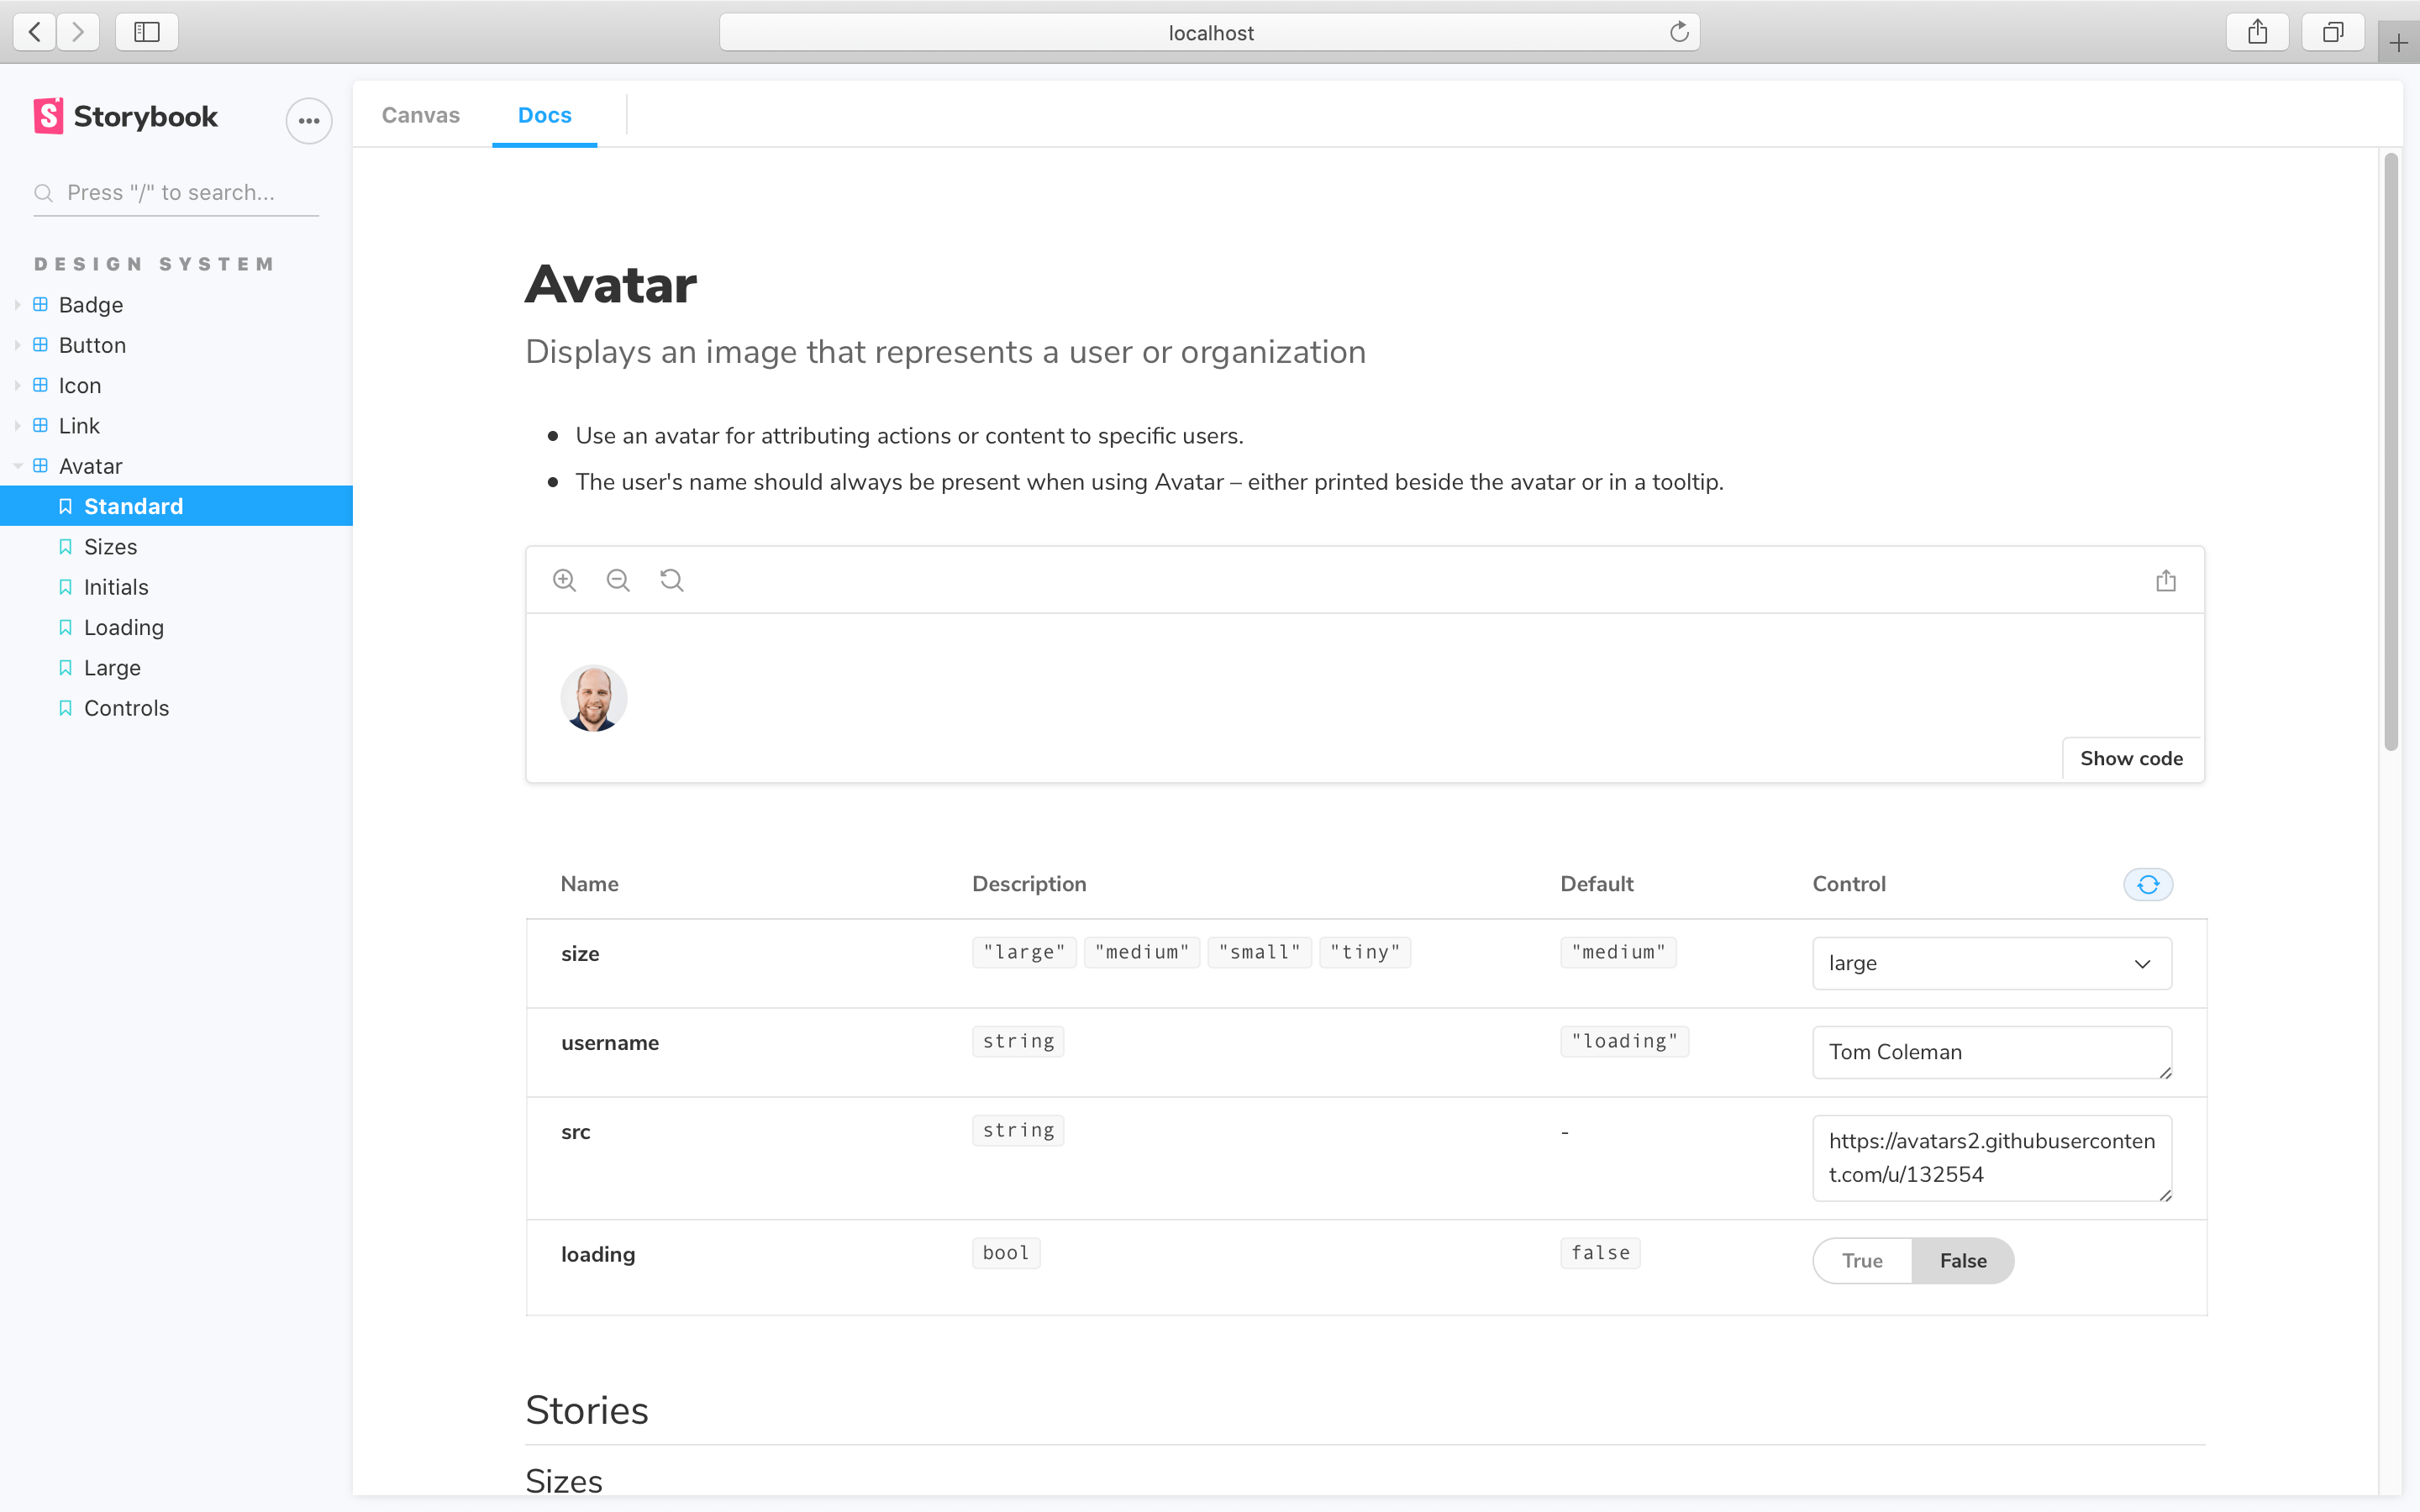 localhost
Storybook
Press "/" to search...
DESIGN SYSTEM
Badge
Button
Icon
Link
Avatar
Standard
Sizes
Initials
Loading
Large
Controls
Canvas Docs
Avatar
Displays an image that represents a user or organization
Use an avatar for attributing actions or content to specific users.
The user's name should always be present when using Avatar – either printed beside the avatar or in a tooltip.
Show code
Name Description Default Control
size "large" "medium" "small" "tiny" "medium" large
username string "loading" Tom Coleman
src string - https://avatars2.githubuserconten
t.com/u/132554
loading bool false True False
Stories
Sizes